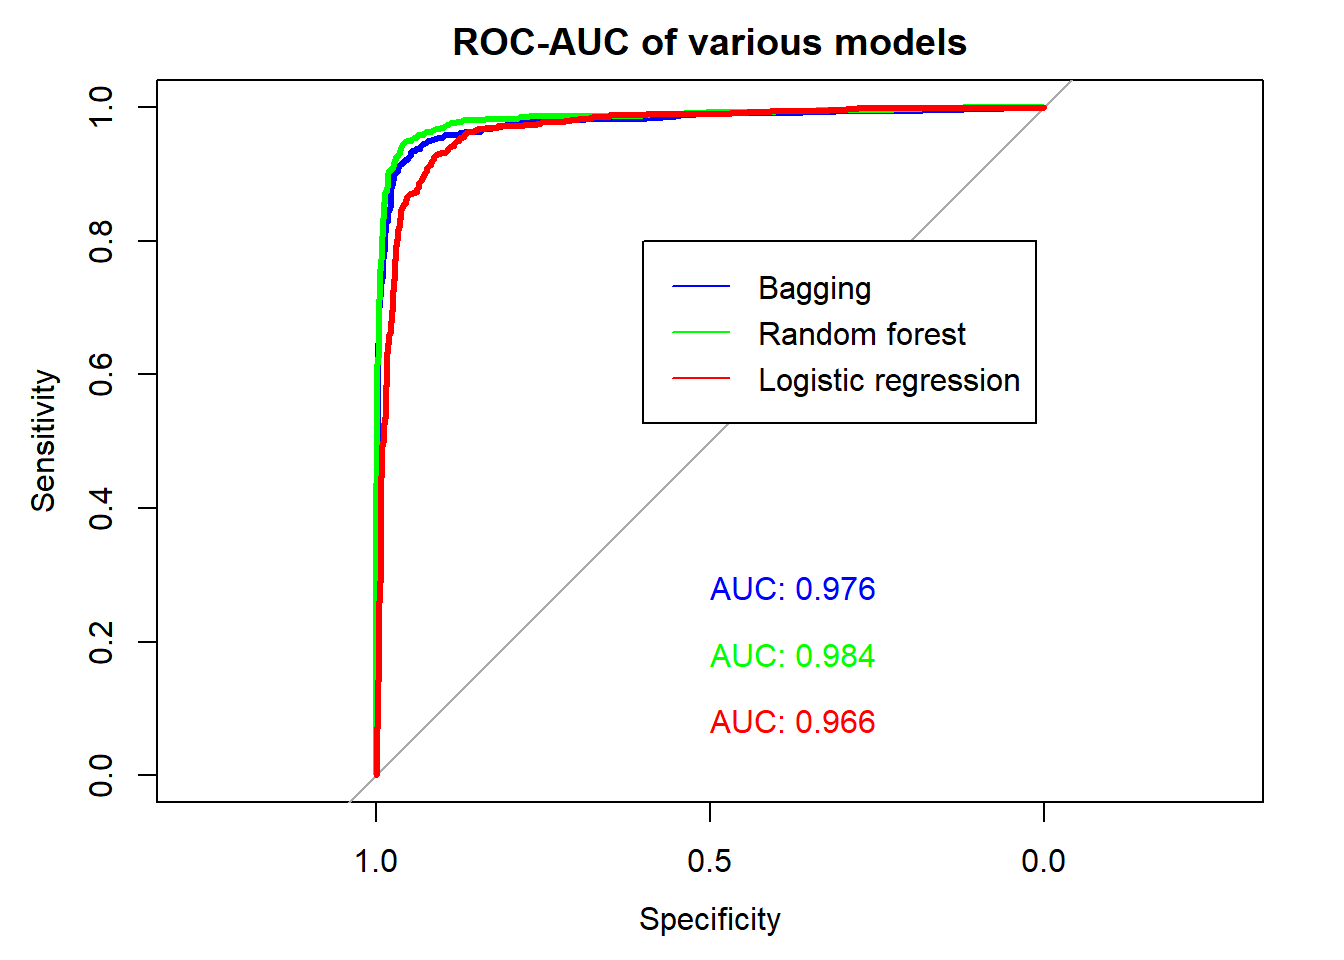 ROC-AUC of various models
Sensitivity
1.0
0.8
0.6
0.4
0.2
0.0
Bagging
Random forest
Logistic regression
AUC: 0.976
AUC: 0.984
AUC: 0.966
1.0
0.5
0.0
Specificity